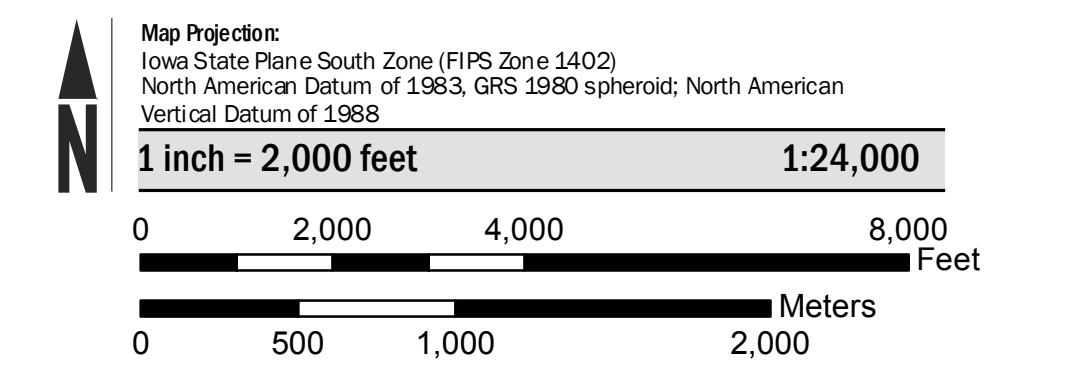 Map Projection:
Iowa State Plane South Zone (FIPS Zone 1402)
North American Datum of 1983, GRS 1980 spheroid; North American
Vertical Datum of 1988
N
1 inch = 2,000 feet 1:24,000
0 2,000 4,000 8,000
Feet
Meters
0 500 1,000 2,000